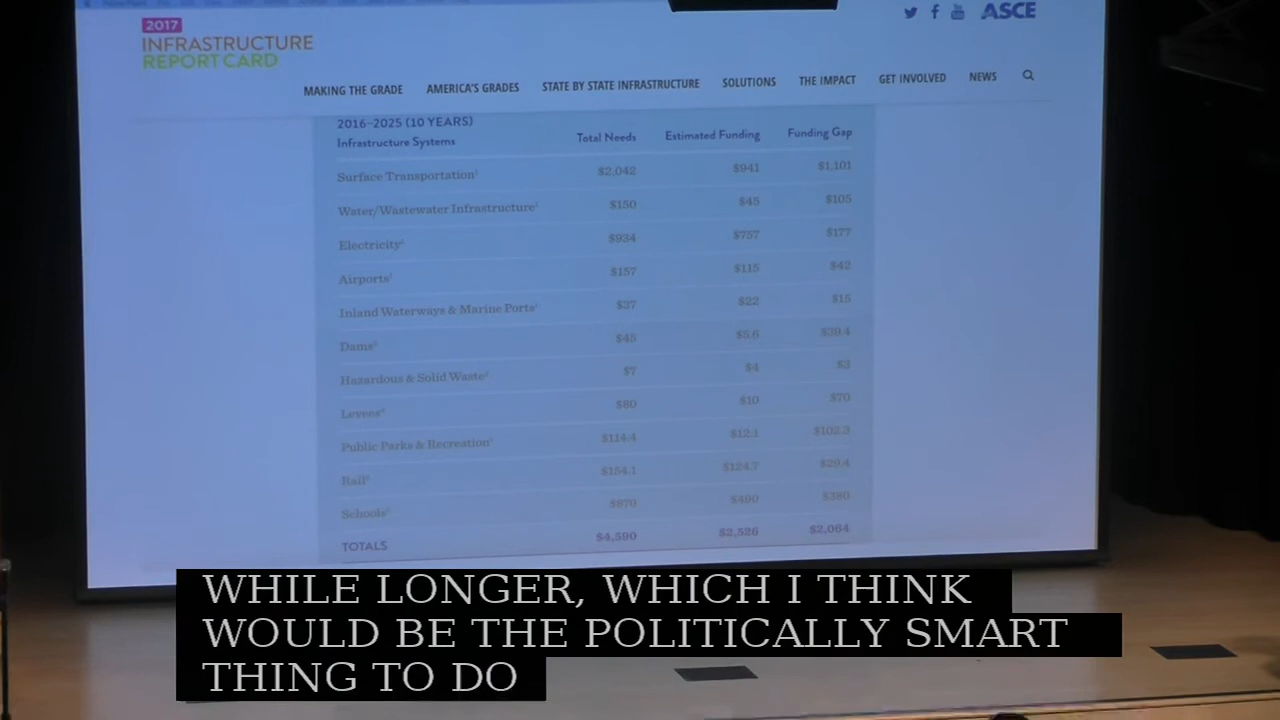 2017
INFRASTRUCTURE
REPORT CARD
ASCE
MAKING THE GRADE AMERICA'S GRADES STATE BY STATE INFRASTRUCTURE SOLUTIONS THE IMPACT GET INVOLVED NEWS
2016–2025 (10 YEARS)
Infrastructure Systems Total Needs Estimated Funding Funding Gap
Surface Transportation $2,042 $941 $1,101
Water/Wastewater Infrastructure $150 $45 $105
Electricity $934 $757 $177
Airports $157 $115 $42
Inland Waterways & Marine Ports $37 $22 $15
Dams $45 $5.6 $39.4
Hazardous & Solid Waste $7 $4 $3
Levees $80 $10 $70
Public Parks & Recreation $114.4 $12.1 $102.3
Rail $154.1 $124.7 $29.4
Schools $870 $490 $380
TOTALS $4,590 $2,526 $2,064
WHILE LONGER, WHICH I THINK
WOULD BE THE POLITICALLY SMART
THING TO DO